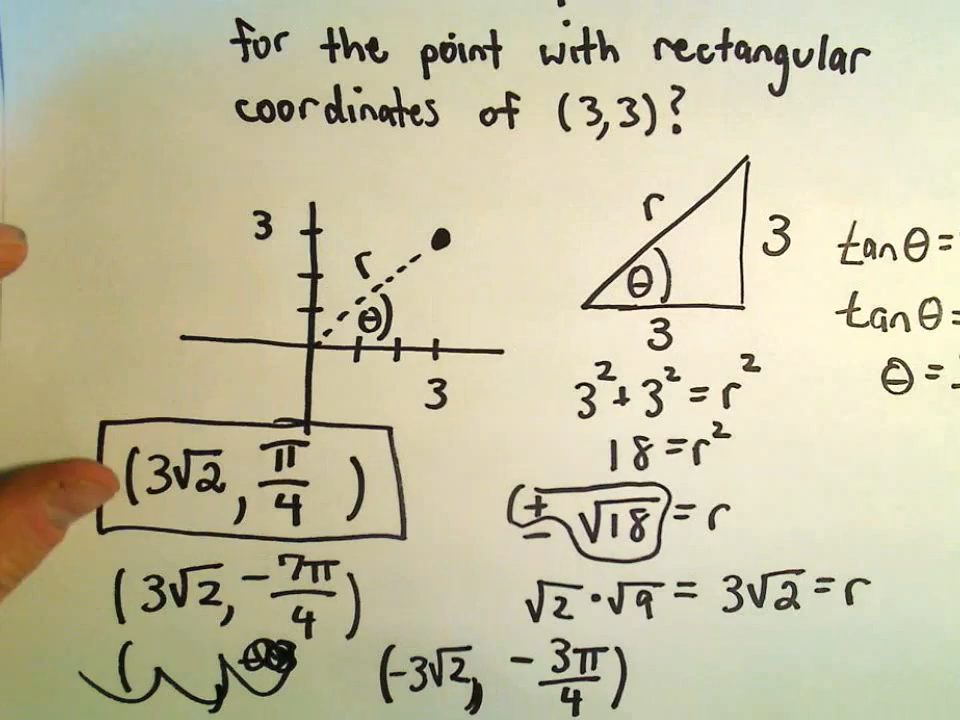 for the point with rectangular
coordinates of (3,3)?
3
r
θ
3
r
3
θ
3
tanθ=
tanθ=
θ=
3²+3²=r²
18=r²
(± √18 = r
√2·√9 = 3√2 = r
(3√2, π/4)
(3√2, -7π/4)
(-3√2, -3π/4)